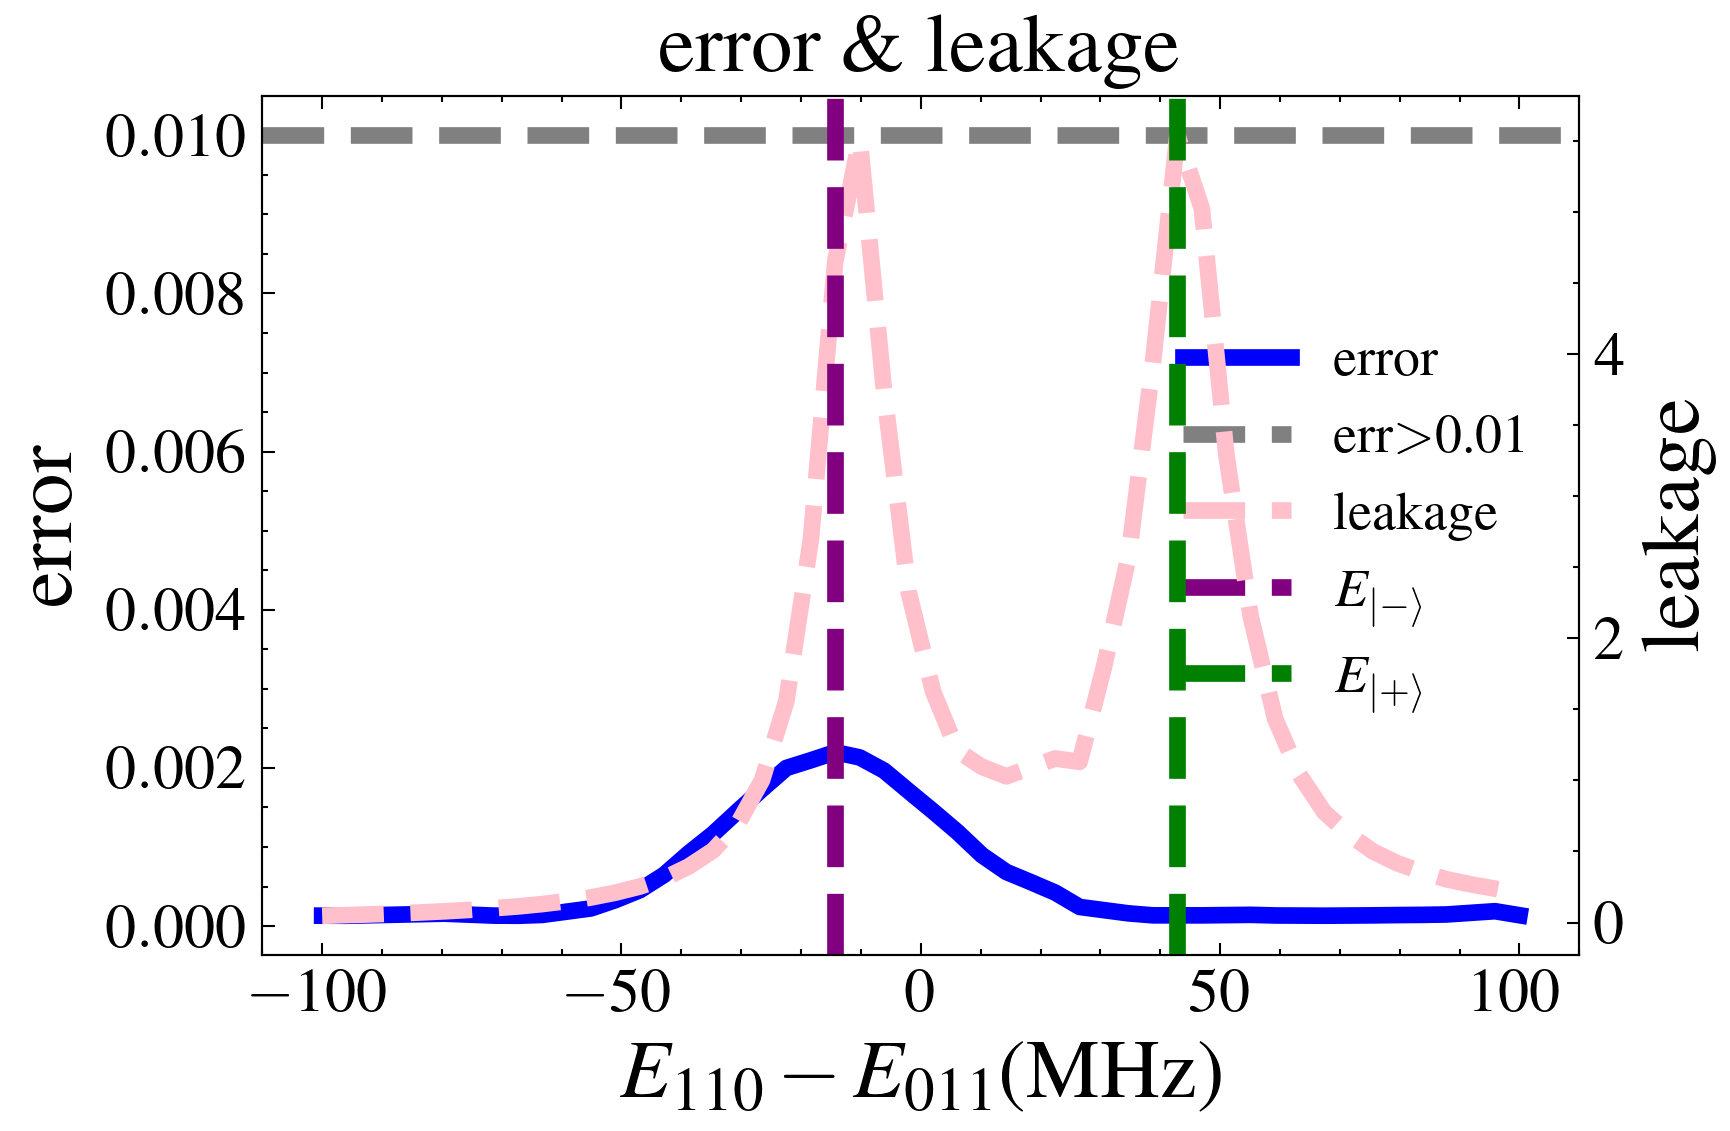 error & leakage
0.010
0.008
0.006
0.004
0.002
0.000
error
4
2
0
leakage
error
err>0.01
leakage
E|−⟩
E|+⟩
−100 −50 0 50 100
E110 − E011(MHz)